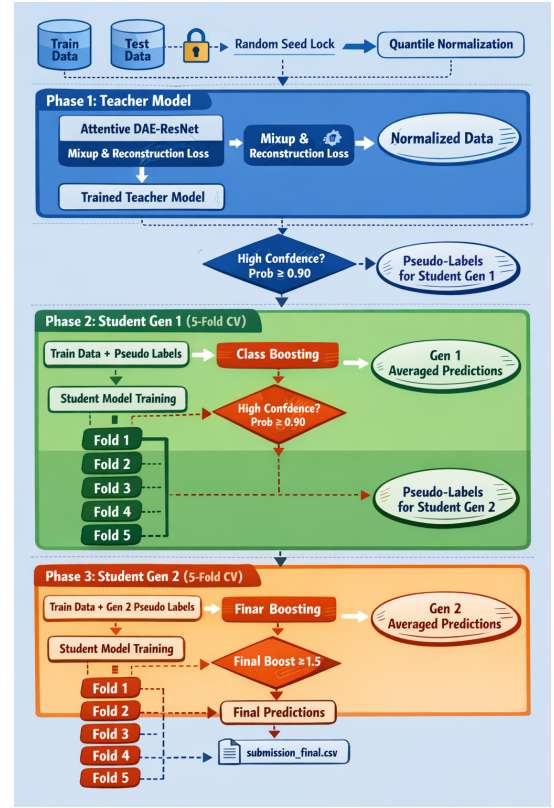 Train
Data
Test
Data
Random Seed Lock
Quantile Normalization
Phase 1: Teacher Model
Attentive DAE-ResNet
Mixup & Reconstruction Loss
Mixup &
Reconstruction Loss
Normalized Data
Trained Teacher Model
High Confdence?
Prob ≥ 0.90
Pseudo-Labels
for Student Gen 1
Phase 2: Student Gen 1 (5-Fold CV)
Train Data + Pseudo Labels
Class Boosting
Gen 1
Averaged Predictions
Student Model Training
High Confdence?
Prob ≥ 0.90
Fold 1
Fold 2
Fold 3
Fold 4
Fold 5
Pseudo-Labels
for Student Gen 2
Phase 3: Student Gen 2 (5-Fold CV)
Train Data + Gen 2 Pseudo Labels
Finar Boosting
Gen 2
Averaged Predictions
Student Model Training
Final Boost ≥1.5
Fold 1
Fold 2
Fold 3
Fold 4
Fold 5
Final Predictions
submission_final.csv